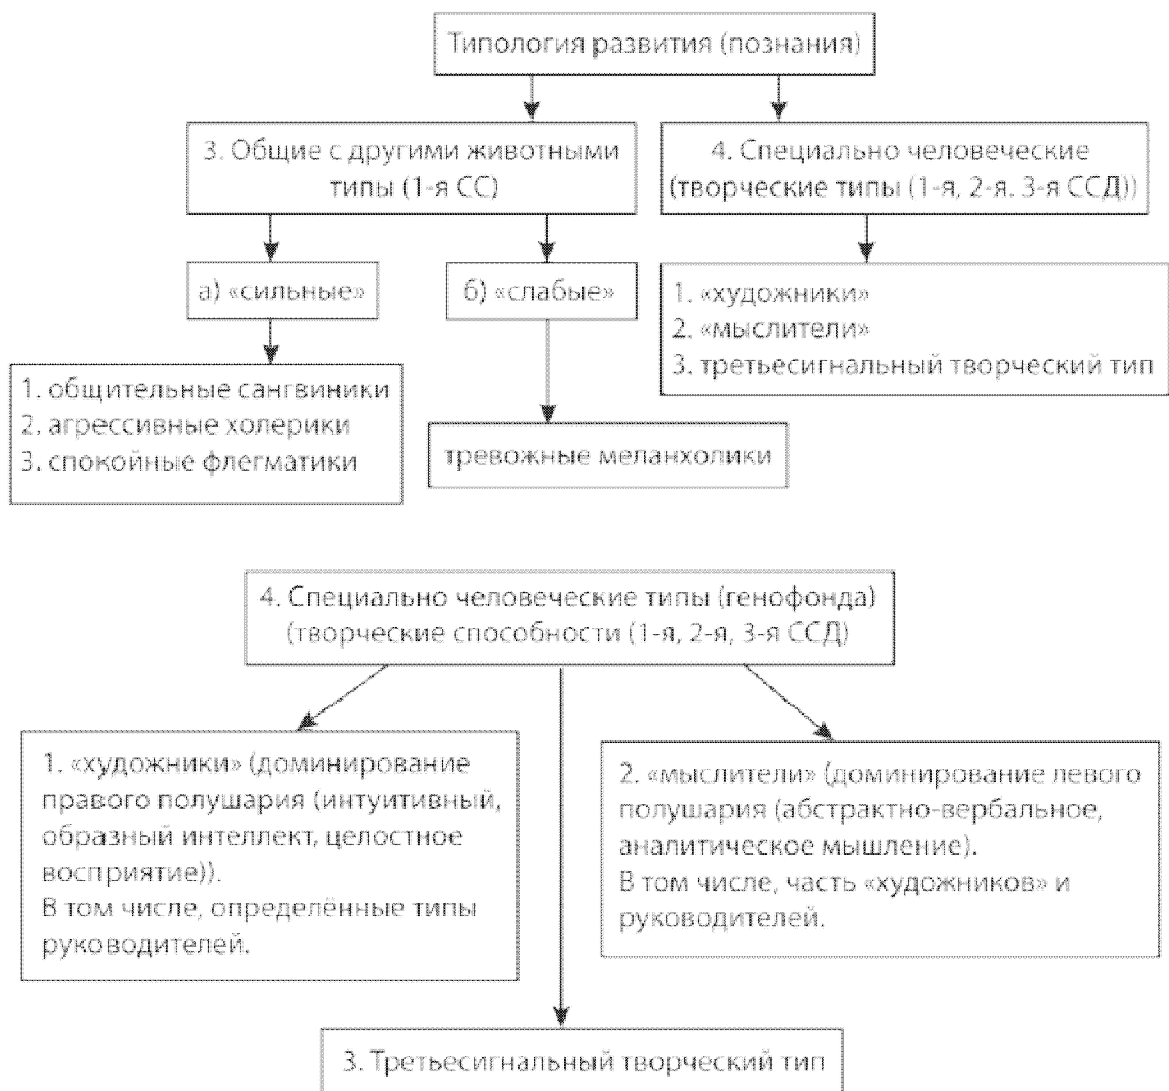 Типология развития (познания)
3. Общие с другими животными
типы (1-я СС)
4. Специально человеческие
(творческие типы (1-я, 2-я. 3-я ССД))
а) «сильные»
б) «слабые»
1. «художники»
2. «мыслители»
3. третьесигнальный творческий тип
1. общительные сангвиники
2. агрессивные холерики
3. спокойные флегматики
тревожные меланхолики
4. Специально человеческие типы (генофонда)
(творческие способности (1-я, 2-я, 3-я ССД)
1. «художники» (доминирование
правого полушария (интуитивный,
образный интеллект, целостное
восприятие)).
В том числе, определённые типы
руководителей.
2. «мыслители» (доминирование левого
полушария (абстрактно-вербальное,
аналитическое мышление).
В том числе, часть «художников» и
руководителей.
3. Третьесигнальный творческий тип